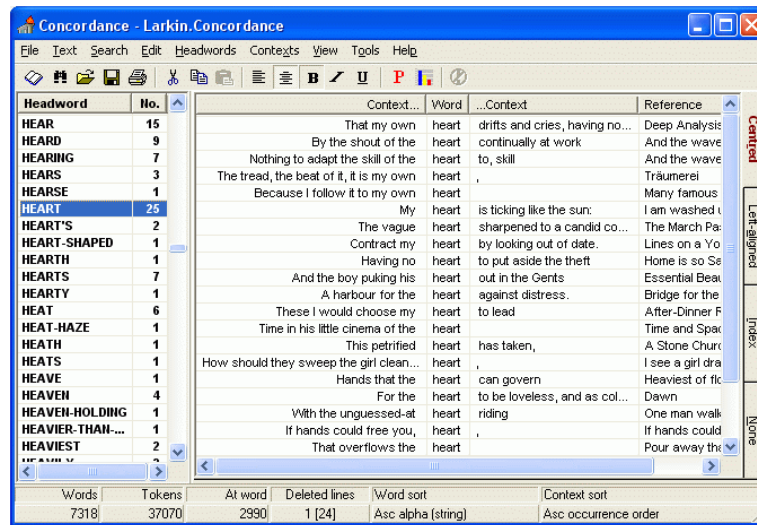 Concordance - Larkin.Concordance
File Text Search Edit Headwords Contexts View Tools Help
B U P
Headword No. Context... Word ...Context Reference
HEAR 15 That my own heart drifts and cries, having no... Deep Analysis
HEARD 9 By the shout of the heart continually at work And the wave
HEARING 7 Nothing to adapt the skill of the heart to, skill And the wave
HEARS 3 The tread, the beat of it, it is my own heart , Träumerei
HEARSE 1 Because I follow it to my own heart Many famous
HEART 25 My heart is ticking like the sun: I am washed u
HEART'S 2 The vague heart sharpened to a candid co... The March Pa
HEART-SHAPED 1 Contract my heart by looking out of date. Lines on a Yo
HEARTH 1 Having no heart to put aside the theft Home is so Sa
HEARTS 7 And the boy puking his heart out in the Gents Essential Beau
HEARTY 1 A harbour for the heart against distress. Bridge for the
HEAT 6 These I would choose my heart to lead After-Dinner R
HEAT-HAZE 1 Time in his little cinema of the heart Time and Spac
HEATH 1 This petrified heart has taken, A Stone Churc
HEATS 1 How should they sweep the girl clean... heart , I see a girl dra
HEAVE 1 Hands that the heart can govern Heaviest of flo
HEAVEN 4 For the heart to be loveless, and as col... Dawn
HEAVEN-HOLDING 1 With the unguessed-at heart riding One man walk
HEAVIER-THAN-... 1 If hands could free you, heart , If hands could
HEAVIEST 2 That overflows the heart Pour away the
Centred
Left-aligned
Index
None
Words Tokens At word Deleted lines Word sort Context sort
7318 37070 2990 1 [24] Asc alpha (string) Asc occurrence order